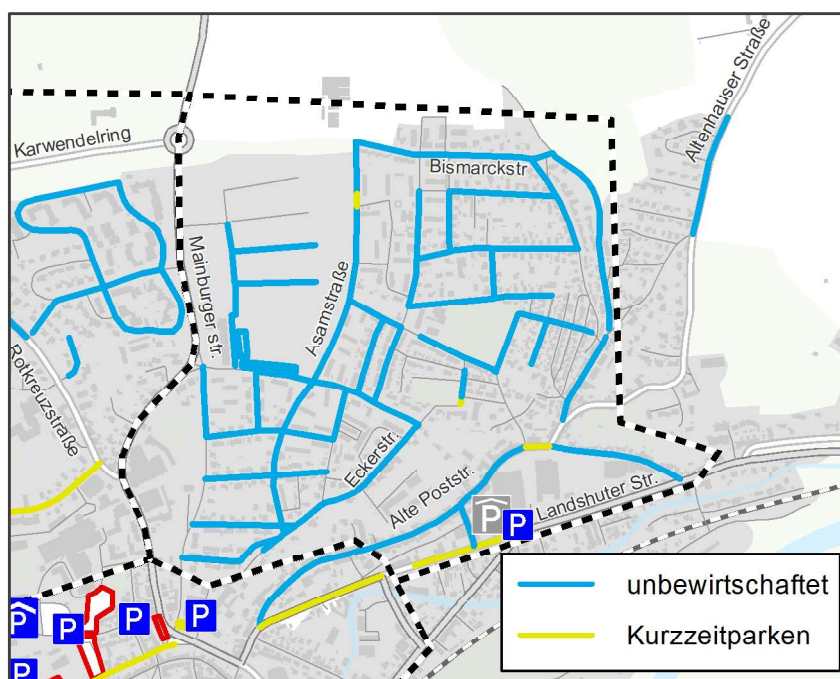 Altenhauser Straße
Karwendelring
Bismarckstr
Mainburger str.
Asamstraße
Rotkreuzstraße
Eckerstr.
Alte Poststr.
Landshuter Str.
P
P
unbewirtschaftet
P
P
P
P
Kurzzeitparken
P